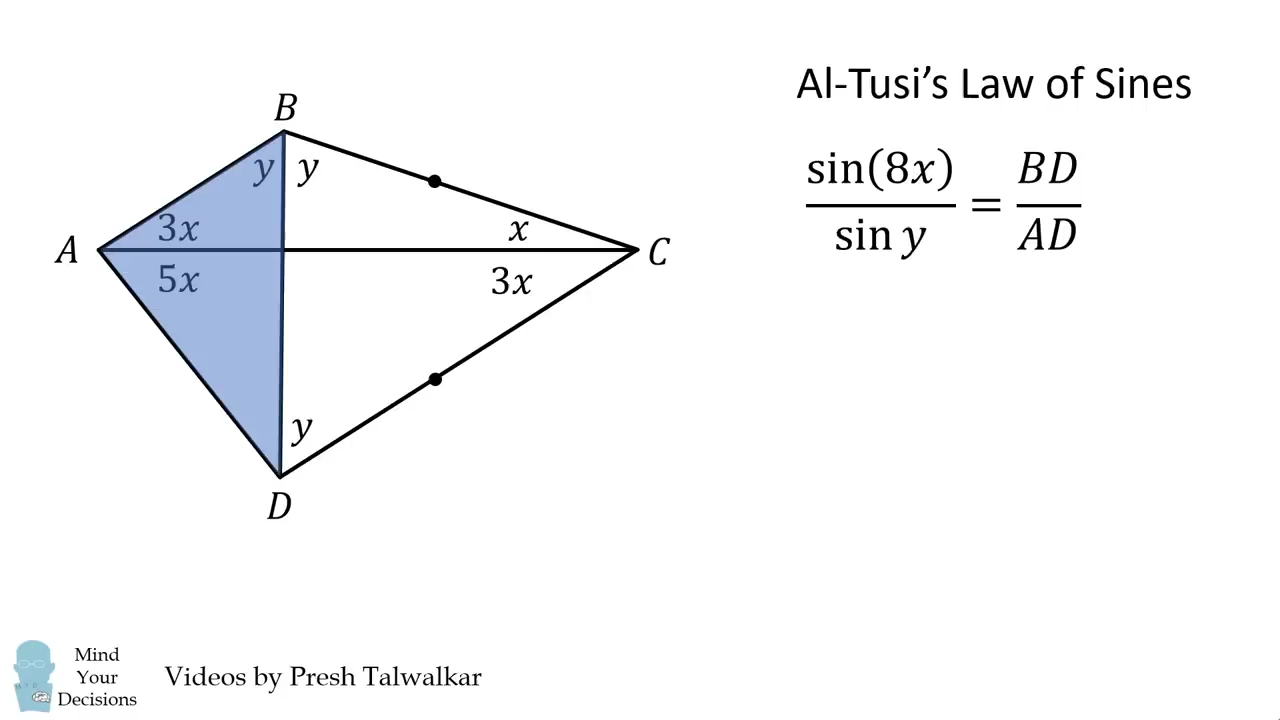 Al-Tusi’s Law of Sines
sin(8x) / sin y = BD / AD
B
y y
3x x
A C
5x 3x
y
D
Mind
Your
Decisions
Videos by Presh Talwalkar